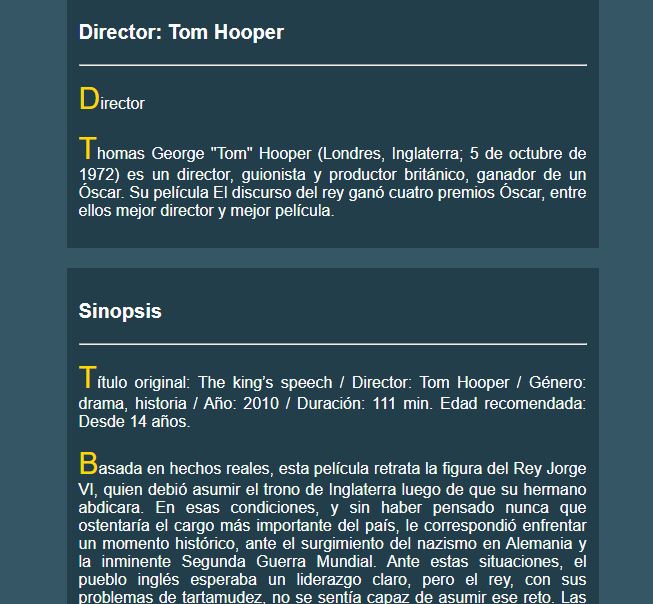 Director: Tom Hooper
Director
Thomas George "Tom" Hooper (Londres, Inglaterra; 5 de octubre de
1972) es un director, guionista y productor británico, ganador de un
Óscar. Su película El discurso del rey ganó cuatro premios Óscar, entre
ellos mejor director y mejor película.
Sinopsis
Título original: The king's speech / Director: Tom Hooper / Género:
drama, historia / Año: 2010 / Duración: 111 min. Edad recomendada:
Desde 14 años.
Basada en hechos reales, esta película retrata la figura del Rey Jorge
VI, quien debió asumir el trono de Inglaterra luego de que su hermano
abdicara. En esas condiciones, y sin haber pensado nunca que
ostentaría el cargo más importante del país, le correspondió enfrentar
un momento histórico, ante el surgimiento del nazismo en Alemania y
la inminente Segunda Guerra Mundial. Ante estas situaciones, el
pueblo inglés esperaba un liderazgo claro, pero el rey, con sus
problemas de tartamudez, no se sentía capaz de asumir ese reto. Las